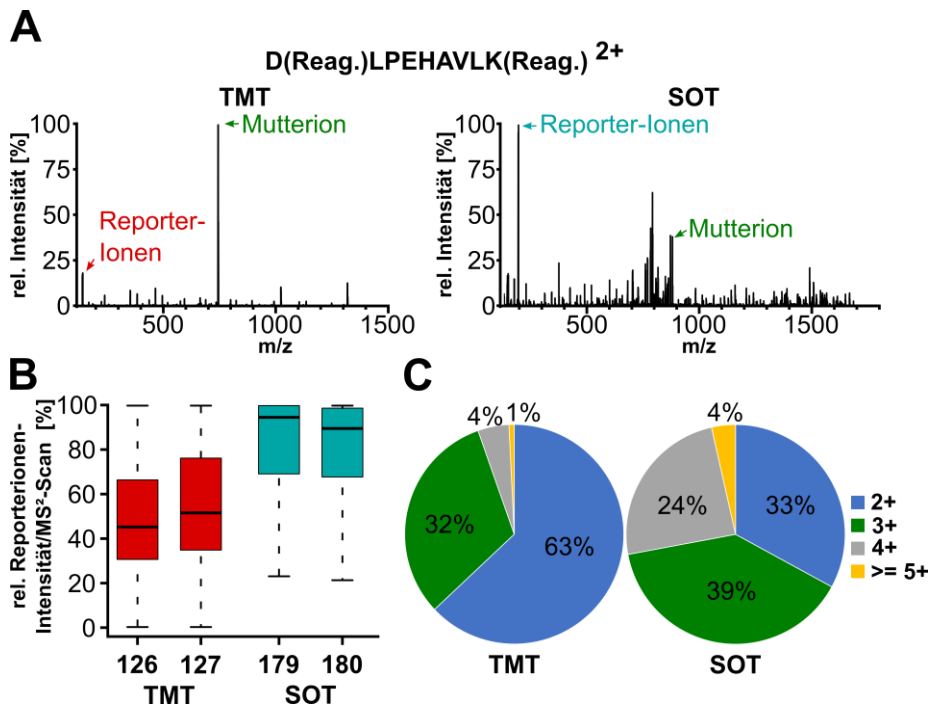 A
D(Reag.)LPEHAVLK(Reag.) 2+
TMT
rel. Intensität [%]
100
75
50
25
0
Mutterion
Reporter-
Ionen
500
1000
1500
m/z
SOT
rel. Intensität [%]
100
75
50
25
0
Reporter-Ionen
Mutterion
500
1000
1500
m/z
B
rel. Reporterionen-
Intensität/MS²-Scan [%]
100
80
60
40
20
0
126 127 179 180
TMT SOT
C
4% 1%
32%
63%
TMT
4%
24%
33%
39%
SOT
2+
3+
4+
>= 5+